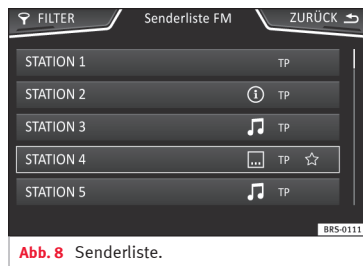 FILTER Senderliste FM ZURÜCK
STATION 1 TP
STATION 2 i TP
STATION 3 TP
STATION 4 ... TP
STATION 5 TP
BRS-0111
Abb. 8 Senderliste.